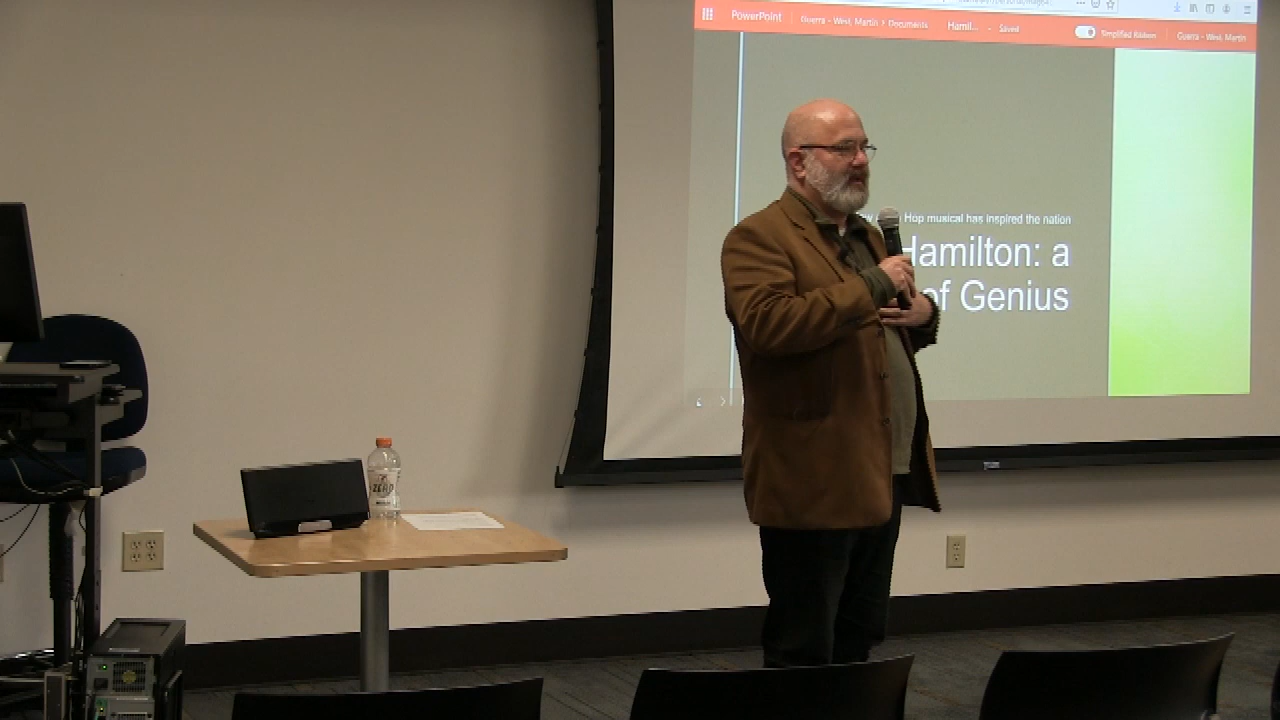 PowerPoint
Guerra - West, Martin > Documents
Hamil... - Saved
Simplified Ribbon
Guerra - West, Martin
Hop musical has inspired the nation
Hamilton: a
of Genius
ZERO